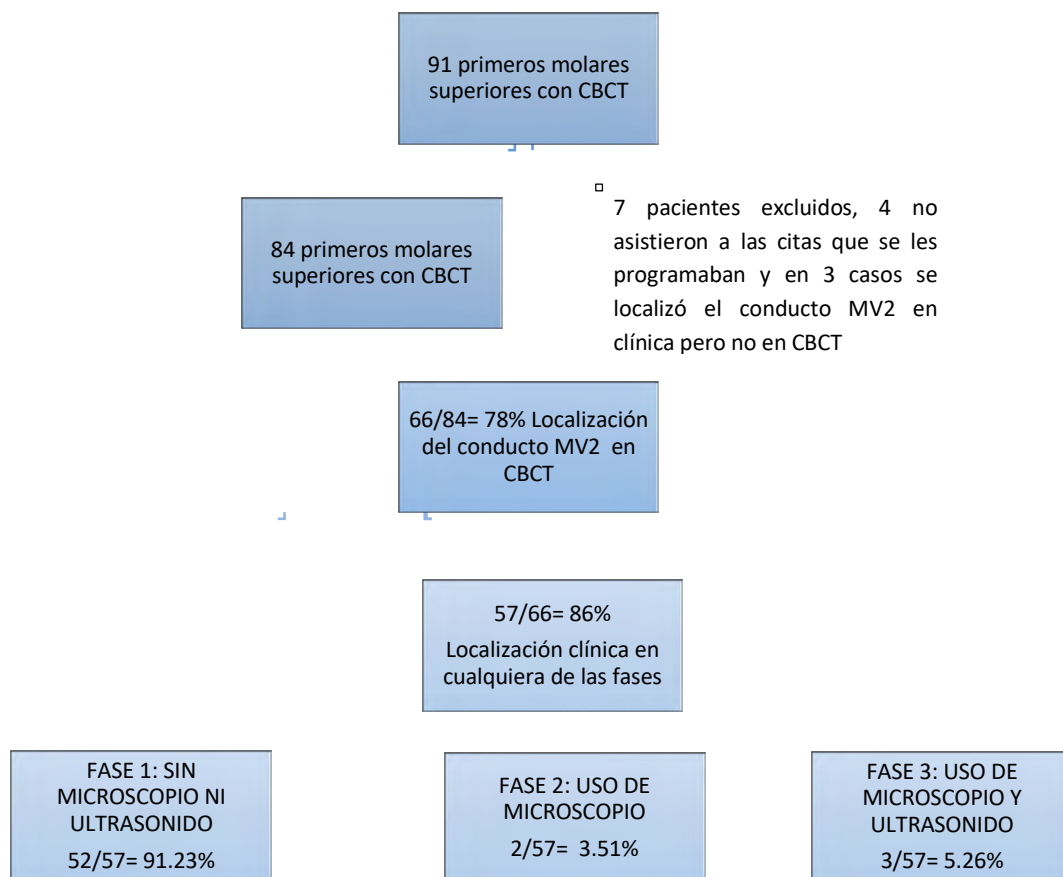 91 primeros molares
superiores con CBCT
84 primeros molares
superiores con CBCT
7 pacientes excluidos, 4 no
asistieron a las citas que se les
programaban y en 3 casos se
localizó el conducto MV2 en
clínica pero no en CBCT
66/84= 78% Localización
del conducto MV2 en
CBCT
57/66= 86%
Localización clínica en
cualquiera de las fases
FASE 1: SIN
MICROSCOPIO NI
ULTRASONIDO
52/57= 91.23%
FASE 2: USO DE
MICROSCOPIO
2/57= 3.51%
FASE 3: USO DE
MICROSCOPIO Y
ULTRASONIDO
3/57= 5.26%